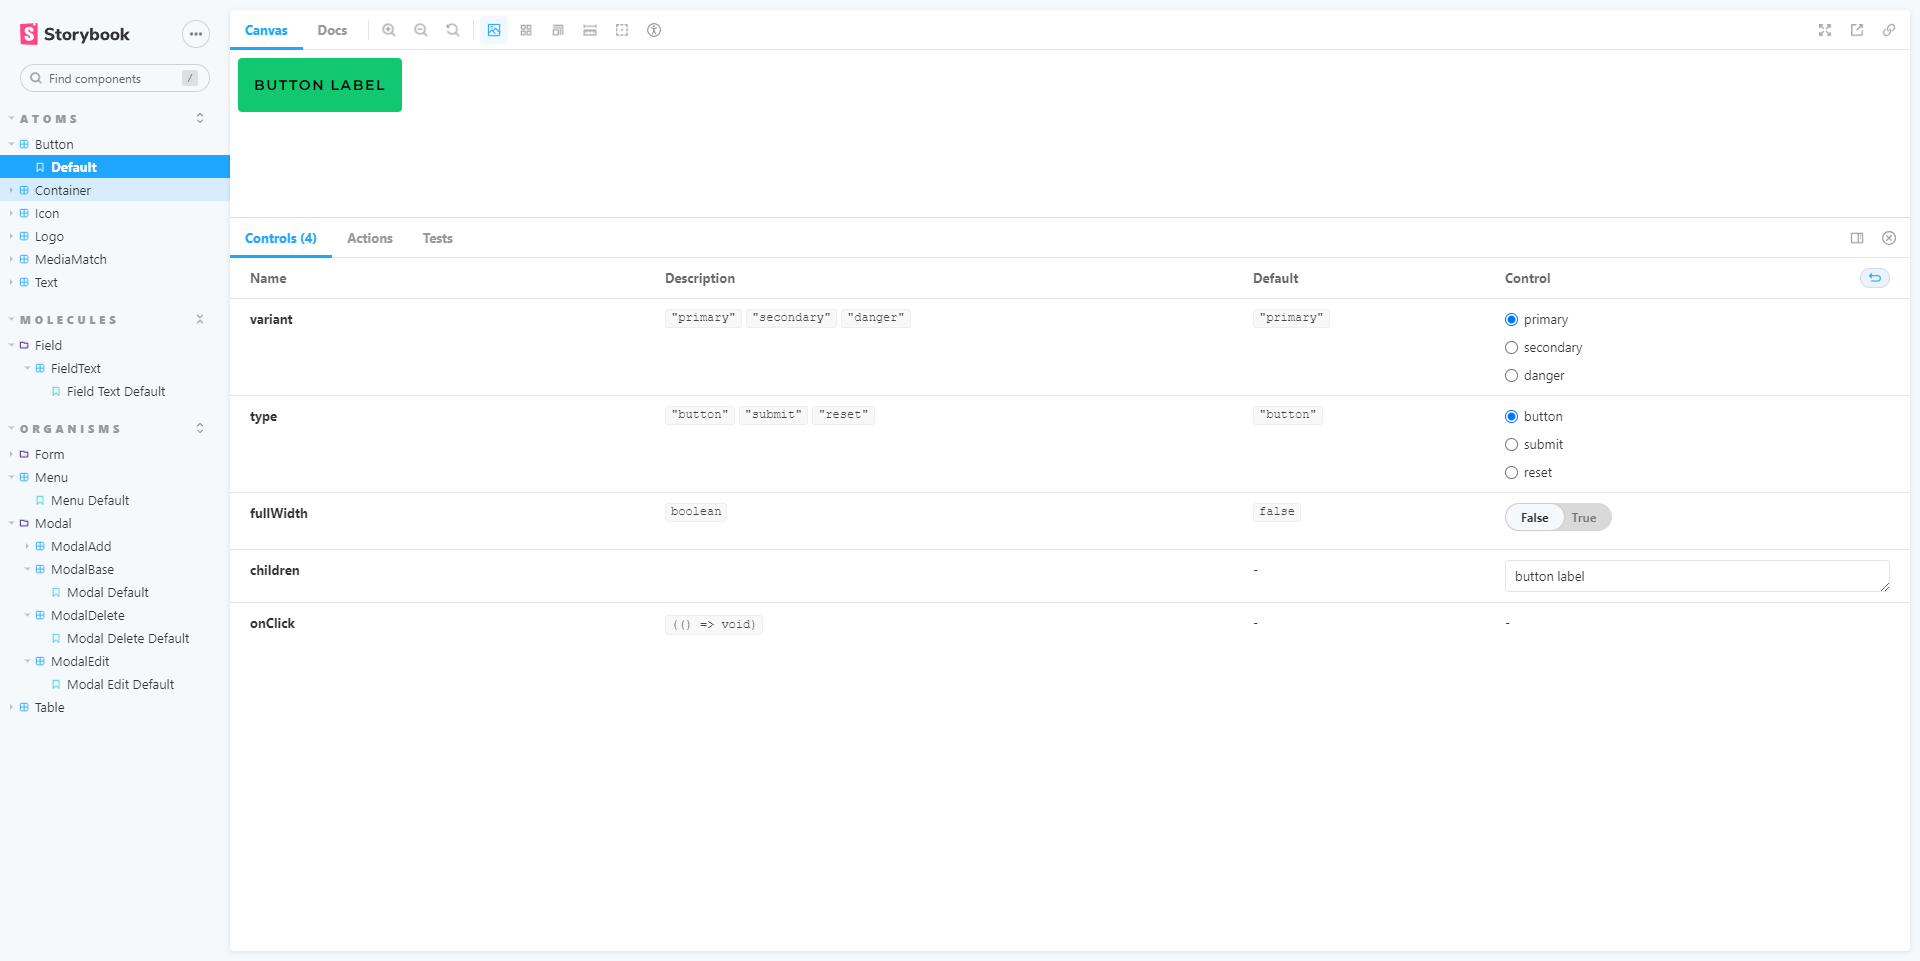 Storybook
Find components /
ATOMS
Button
Default
Container
Icon
Logo
MediaMatch
Text
MOLECULES
Field
FieldText
Field Text Default
ORGANISMS
Form
Menu
Menu Default
Modal
ModalAdd
ModalBase
Modal Default
ModalDelete
Modal Delete Default
ModalEdit
Modal Edit Default
Table
Canvas Docs
BUTTON LABEL
Controls (4) Actions Tests
Name Description Default Control
variant "primary" "secondary" "danger" "primary" primary
secondary
danger
type "button" "submit" "reset" "button" button
submit
reset
fullWidth boolean false False True
children - button label
onClick (() => void) - -